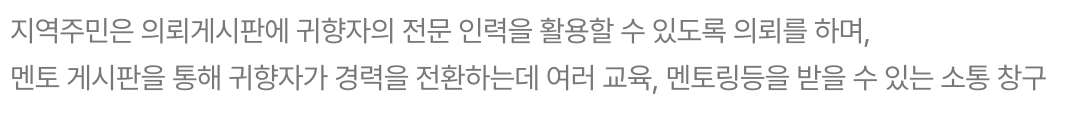 지역주민은 의뢰게시판에 귀향자의 전문 인력을 활용할 수 있도록 의뢰를 하며,
멘토 게시판을 통해 귀향자가 경력을 전환하는데 여러 교육, 멘토링등을 받을 수 있는 소통 창구